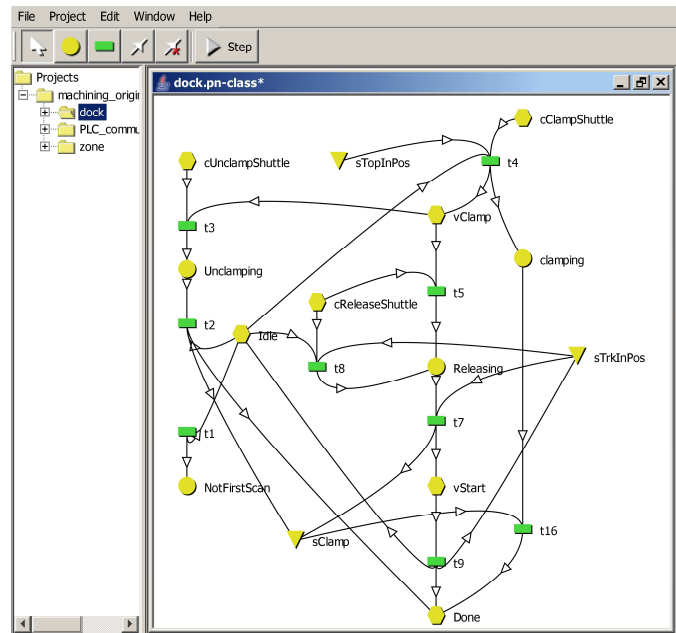 File Project Edit Window Help
Step
Projects
machining_origin
dock
PLC_commu
zone
dock.pn-class*
cClampShuttle
cUnclampShuttle
sTopInPos
t4
t3
vClamp
Unclamping
clamping
t5
cReleaseShuttle
t2
Idle
sTrkInPos
t8
Releasing
t1
t7
NotFirstScan
vStart
sClamp
t16
t9
Done